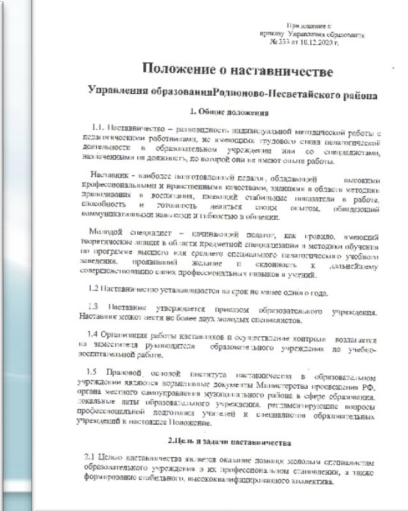 Приложение к
приказу Управления образования
№ 353 от 10.12.2020 г.
Положение о наставничестве
Управления образованияРодионово-Несветайского района
1. Общие положения
1.1. Наставничество – разновидность индивидуальной методической работы с
педагогическими работниками, не имеющими трудового стажа педагогической
деятельности в образовательном учреждении или со специалистами,
назначенными на должность, по которой они не имеют опыта работы.
Наставник - наиболее подготовленный педагог, обладающий высокими
профессиональными и нравственными качествами, знаниями в области методики
преподавания и воспитания, имеющий стабильные показатели в работе,
способность и готовность делиться своим опытом, обладающий
коммуникативными навыками и гибкостью в общении.
Молодой специалист – начинающий педагог, как правило, имеющий
теоретические знания в области предметной специализации и методики обучения
по программе высшего или среднего специального педагогического учебного
заведения, проявивший желание и склонность к дальнейшему
совершенствованию своих профессиональных навыков и умений.
1.2 Наставничество устанавливается на срок не менее одного года.
1.3 Наставник утверждается приказом образовательного учреждения.
Наставник может вести не более двух молодых специалистов.
1.4 Организация работы наставников и осуществление контроля возлагается
на заместителя руководителя образовательного учреждения по учебно-
воспитательной работе.
1.5 Правовой основой института наставничества в образовательном
учреждении являются нормативные документы Министерства просвещения РФ,
органа местного самоуправления муниципального района в сфере образования,
локальные акты образовательного учреждения, регламентирующие вопросы
профессиональной подготовки учителей и специалистов образовательных
учреждений и настоящее Положение.
2.Цель и задачи наставничества
2.1 Целью наставничества является оказание помощи молодым специалистам
образовательного учреждения в их профессиональном становлении, а также
формирование стабильного, высококвалифицированного коллектива.